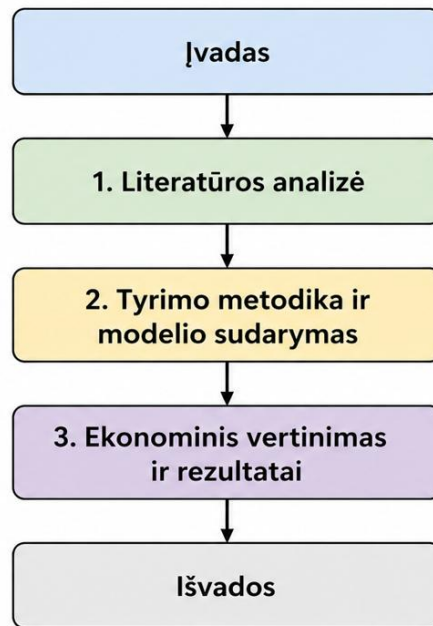 Įvadas
1. Literatūros analizė
2. Tyrimo metodika ir
modelio sudarymas
3. Ekonominis vertinimas
ir rezultatai
Išvados